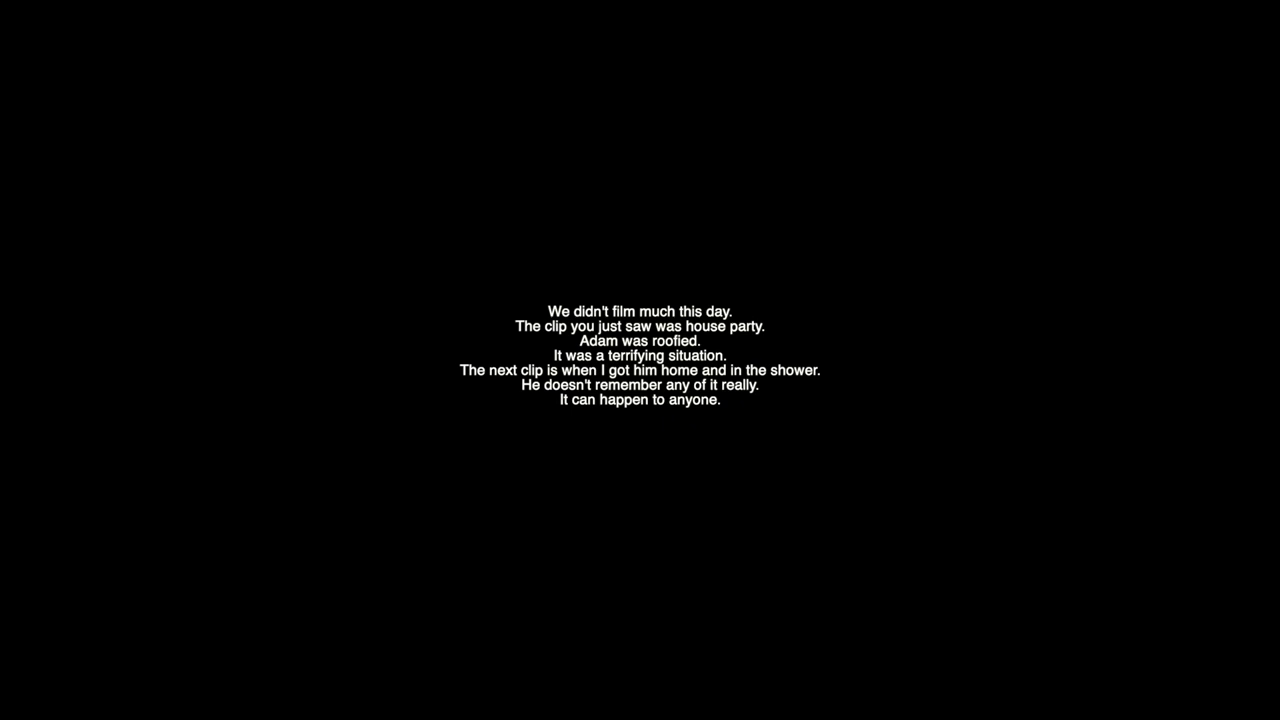 We didn't film much this day.
The clip you just saw was house party.
Adam was roofied.
It was a terrifying situation.
The next clip is when I got him home and in the shower.
He doesn't remember any of it really.
It can happen to anyone.